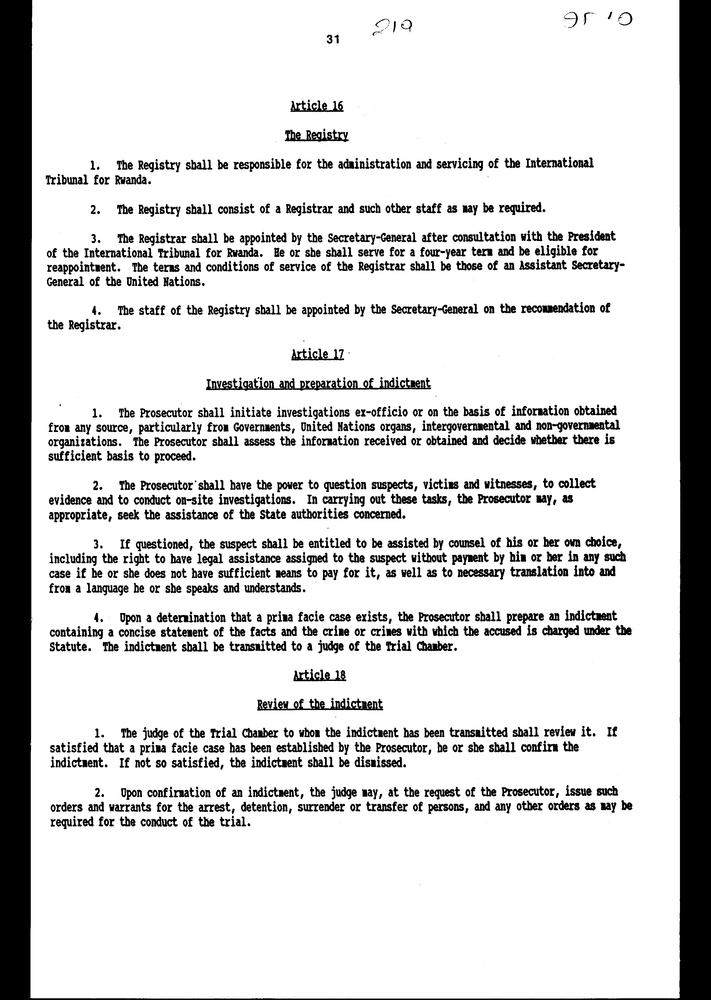 219
31
Article 16
The Registry
1. The Registry shall be responsible for the administration and servicing of the International
Tribunal for Rwanda.
2. The Registry shall consist of a Registrar and such other staff as may be required.
3. The Registrar shall be appointed by the Secretary-General after consultation with the President
of the International Tribunal for Rwanda. He or she shall serve for a four-year term and be eligible for
reappointment. The terms and conditions of service of the Registrar shall be those of an Assistant Secretary-
General of the United Nations.
4. The staff of the Registry shall be appointed by the Secretary-General on the recommendation of
the Registrar.
Article 17
Investigation and preparation of indictment
1. The Prosecutor shall initiate investigations ex-officio or on the basis of information obtained
from any source, particularly from Governments, United Nations organs, intergovernmental and non-governmental
organizations. The Prosecutor shall assess the information received or obtained and decide whether there is
sufficient basis to proceed.
2. The Prosecutor shall have the power to question suspects, victims and witnesses, to collect
evidence and to conduct on-site investigations. In carrying out these tasks, the Prosecutor may, as
appropriate, seek the assistance of the State authorities concerned.
3. If questioned, the suspect shall be entitled to be assisted by counsel of his or her own choice,
including the right to have legal assistance assigned to the suspect without payment by him or her in any such
case if he or she does not have sufficient means to pay for it, as well as to necessary translation into and
from a language he or she speaks and understands.
4. Upon a determination that a prima facie case exists, the Prosecutor shall prepare an indictment
containing a concise statement of the facts and the crime or crimes with which the accused is charged under the
Statute. The indictment shall be transmitted to a judge of the Trial Chamber.
Article 18
Review of the indictment
1. The judge of the Trial Chamber to whom the indictment has been transmitted shall review it. If
satisfied that a prima facie case has been established by the Prosecutor, he or she shall confirm the
indictment. If not so satisfied, the indictment shall be dismissed.
2. Upon confirmation of an indictment, the judge may, at the request of the Prosecutor, issue such
orders and warrants for the arrest, detention, surrender or transfer of persons, and any other orders as may be
required for the conduct of the trial.